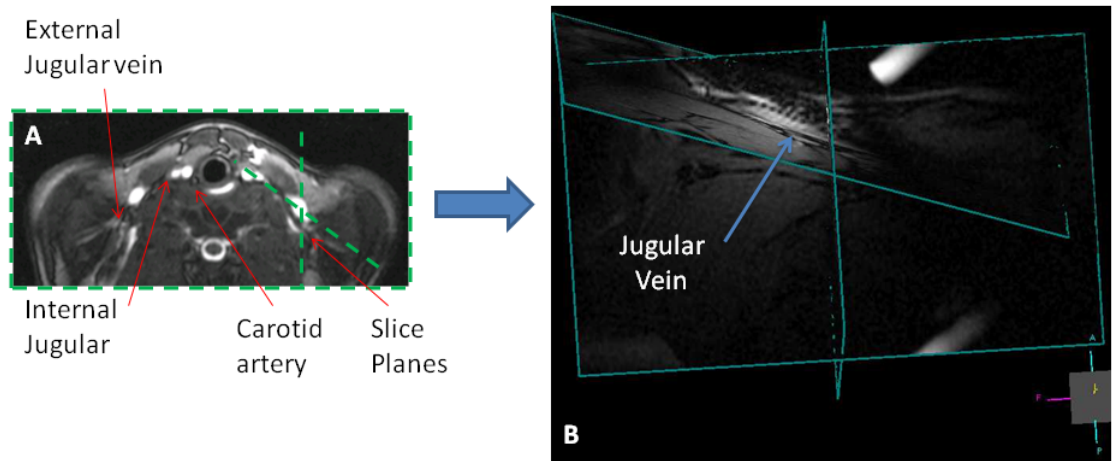 External
Jugular vein
A
Internal
Jugular
Carotid
artery
Slice
Planes
Jugular
Vein
B
A
F
P